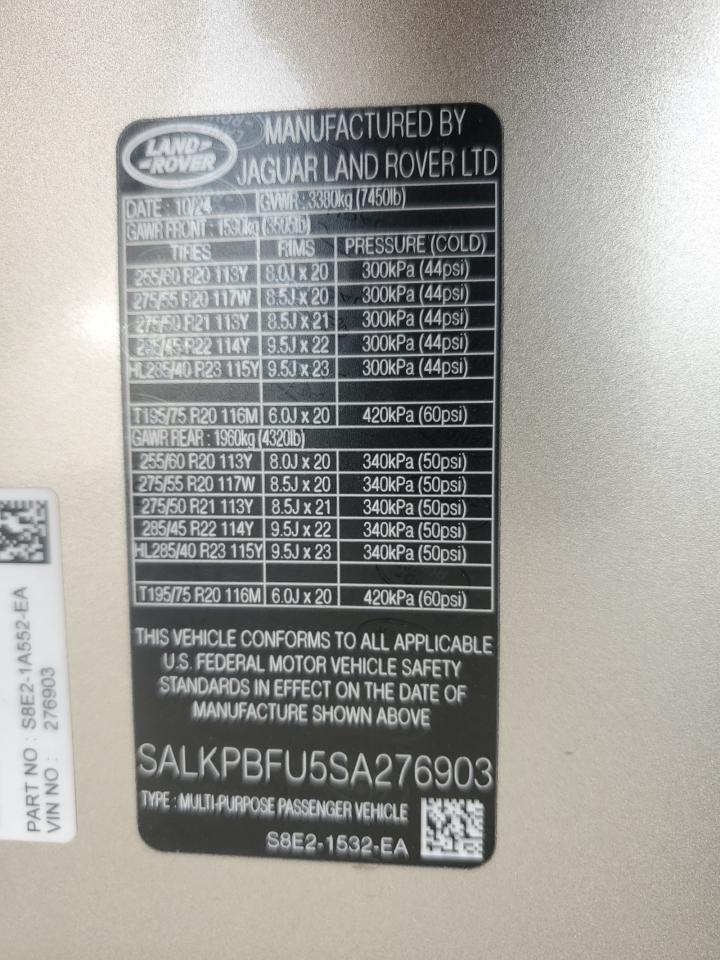 LAND-
-ROVER
MANUFACTURED BY
JAGUAR LAND ROVER LTD
DATE : 10/24 GVWR : 3380kg (7450lb)
GAWR FRONT : 1590kg (3505lb)
TIRES RIMS PRESSURE (COLD)
255/60 R20 113Y 8.0J x 20 300kPa (44psi)
275/55 R20 117W 8.5J x 20 300kPa (44psi)
275/50 R21 113Y 8.5J x 21 300kPa (44psi)
285/45 R22 114Y 9.5J x 22 300kPa (44psi)
HL285/40 R23 115Y 9.5J x 23 300kPa (44psi)
T195/75 R20 116M 6.0J x 20 420kPa (60psi)
GAWR REAR : 1960kg (4320lb)
255/60 R20 113Y 8.0J x 20 340kPa (50psi)
275/55 R20 117W 8.5J x 20 340kPa (50psi)
275/50 R21 113Y 8.5J x 21 340kPa (50psi)
285/45 R22 114Y 9.5J x 22 340kPa (50psi)
HL285/40 R23 115Y 9.5J x 23 340kPa (50psi)
T195/75 R20 116M 6.0J x 20 420kPa (60psi)
THIS VEHICLE CONFORMS TO ALL APPLICABLE
U.S. FEDERAL MOTOR VEHICLE SAFETY
STANDARDS IN EFFECT ON THE DATE OF
MANUFACTURE SHOWN ABOVE
SALKPBFU5SA276903
TYPE : MULTI-PURPOSE PASSENGER VEHICLE
S8E2-1532-EA
PART NO : S8E2-1A552-EA
VIN NO : 276903